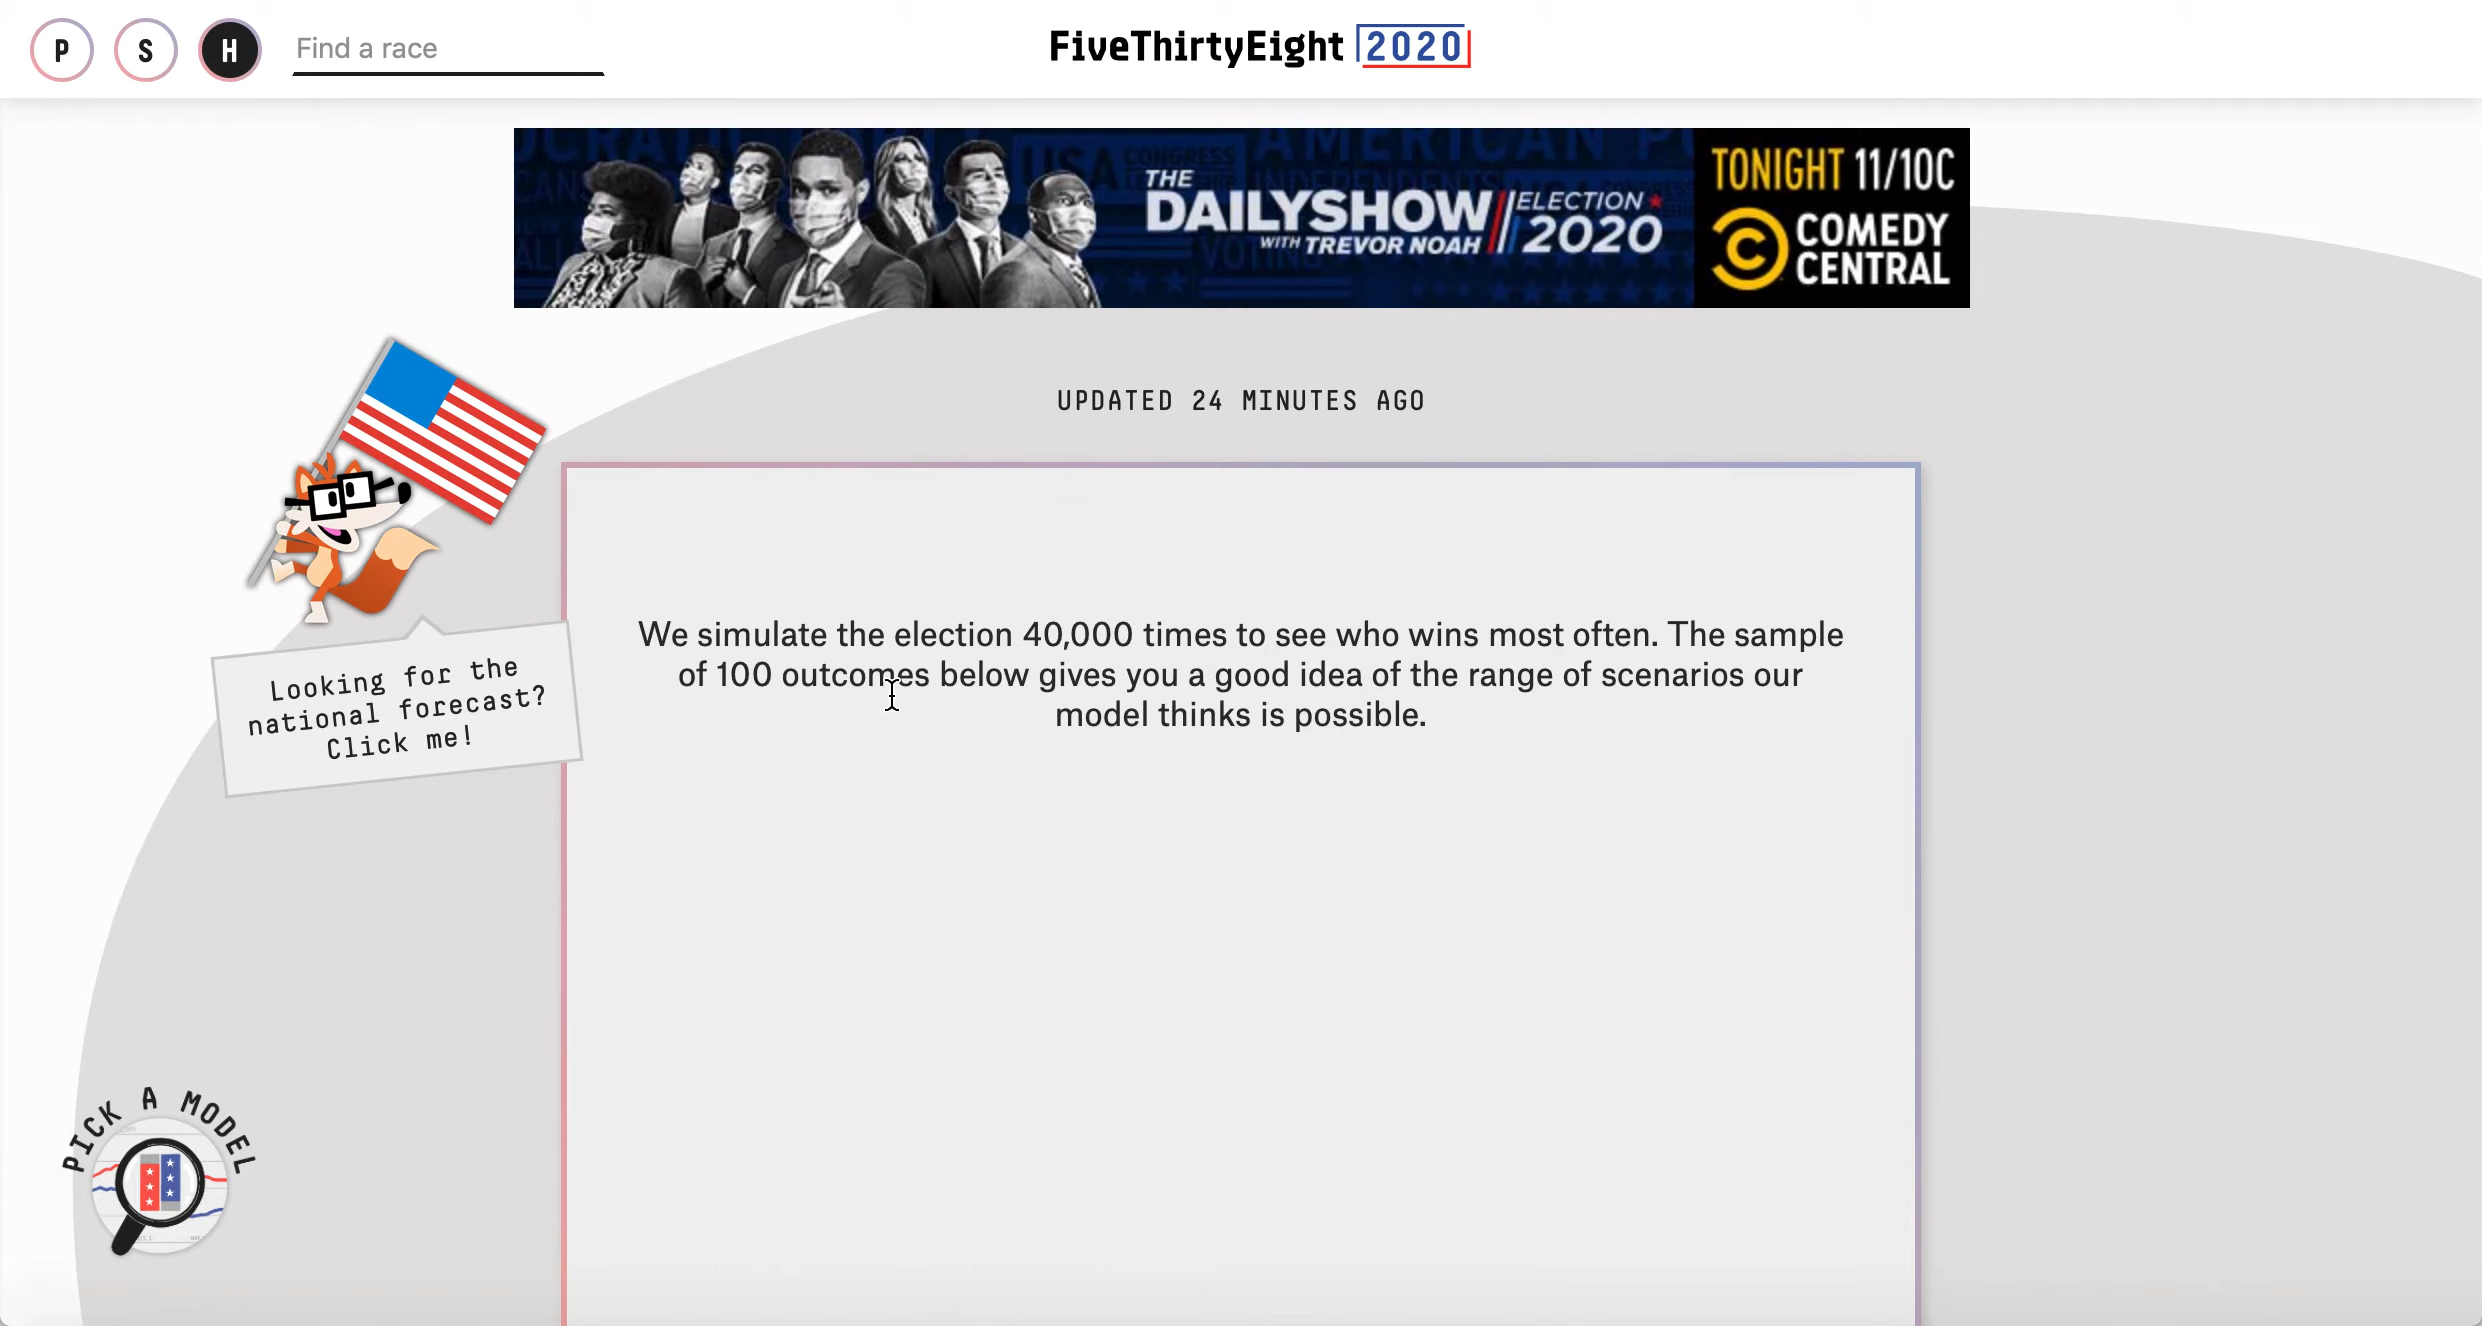 P S H Find a race
FiveThirtyEight 2020
THE
DAILYSHOW
WITH TREVOR NOAH
ELECTION
2020
TONIGHT 11/10C
COMEDY
CENTRAL
UPDATED 24 MINUTES AGO
Looking for the
national forecast?
Click me!
We simulate the election 40,000 times to see who wins most often. The sample
of 100 outcomes below gives you a good idea of the range of scenarios our
model thinks is possible.
PICK A MODEL